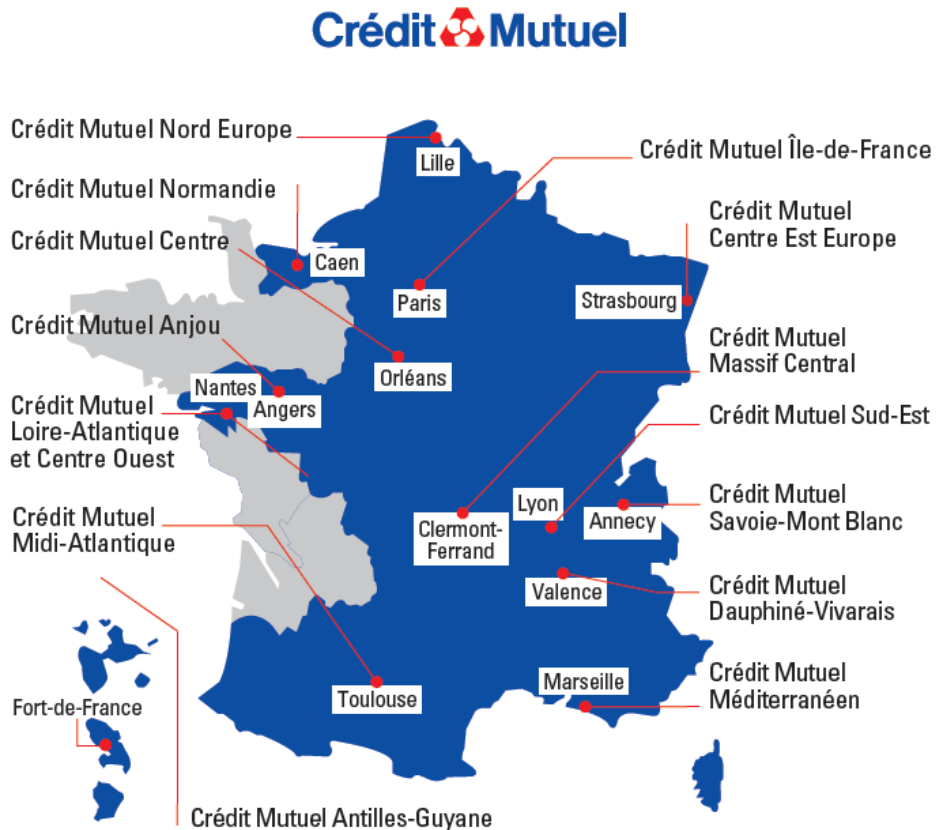 Crédit Mutuel
Crédit Mutuel Nord Europe
Lille
Crédit Mutuel Île-de-France
Crédit Mutuel Normandie
Crédit Mutuel
Centre Est Europe
Crédit Mutuel Centre
Caen
Paris
Strasbourg
Crédit Mutuel Anjou
Crédit Mutuel
Massif Central
Orléans
Nantes
Angers
Crédit Mutuel
Loire-Atlantique
et Centre Ouest
Crédit Mutuel Sud-Est
Lyon
Crédit Mutuel
Savoie-Mont Blanc
Annecy
Clermont-
Ferrand
Crédit Mutuel
Midi-Atlantique
Valence
Crédit Mutuel
Dauphiné-Vivarais
Marseille
Crédit Mutuel
Méditerranéen
Toulouse
Fort-de-France
Crédit Mutuel Antilles-Guyane